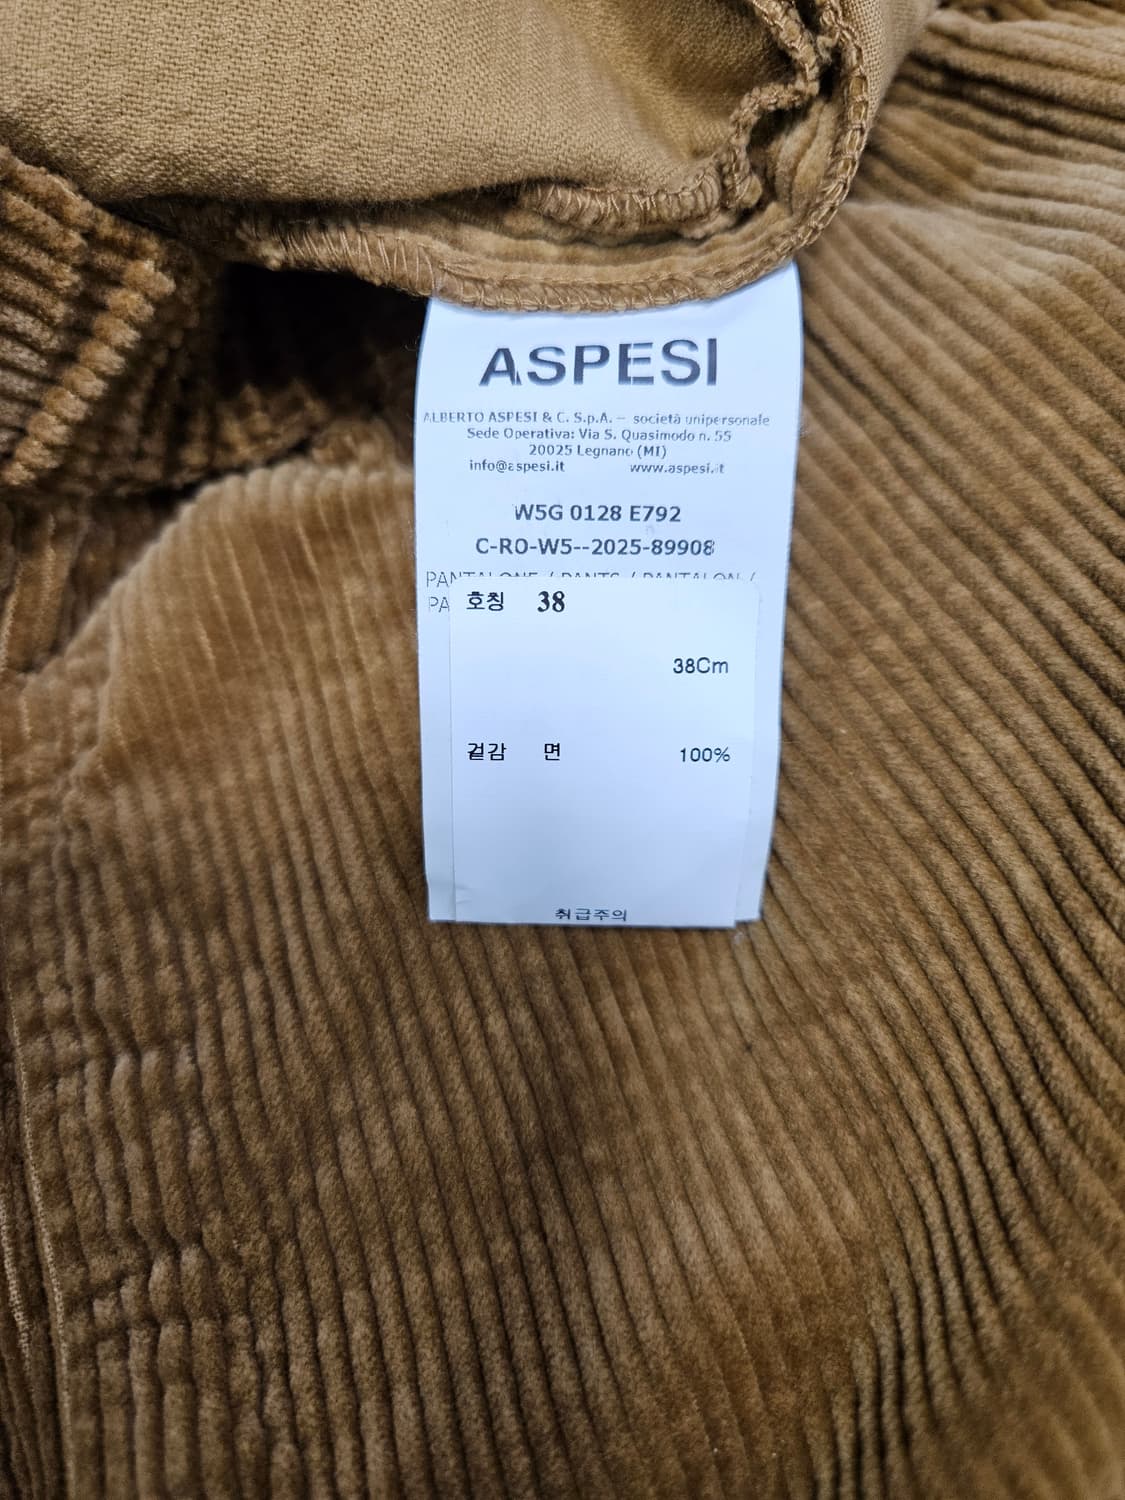 ASPESI
ALBERTO ASPESI & C. S.p.A. – società unipersonale
Sede Operativa: Via S. Quasimodo n. 55
20025 Legnano (MI)
info@aspesi.it www.aspesi.it
W5G 0128 E792
C-RO-W5--2025-89908
PANTALONE / PANTS / PANTALON /
PA
호칭 38
38Cm
겉감 면 100%
취급주의